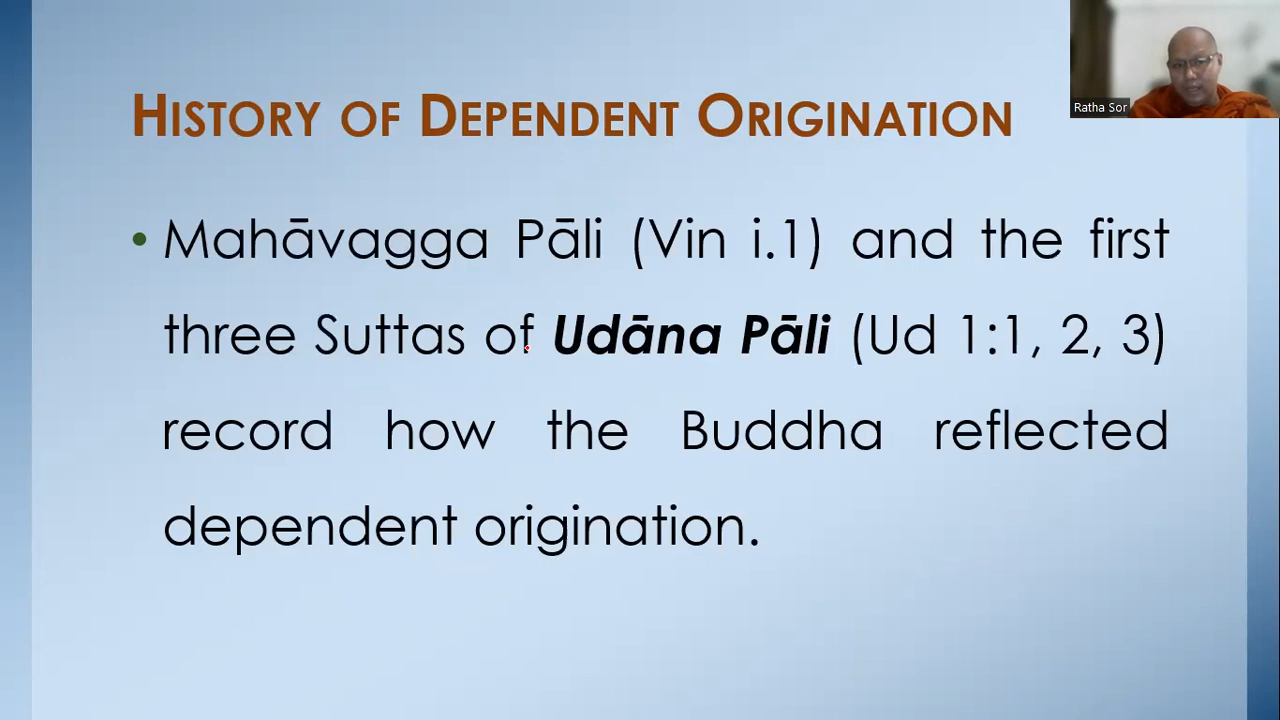 HISTORY OF DEPENDENT ORIGINATION
Ratha Sor
• Mahāvagga Pāli (Vin i.1) and the first
three Suttas of Udāna Pāli (Ud 1:1, 2, 3)
record how the Buddha reflected
dependent origination.